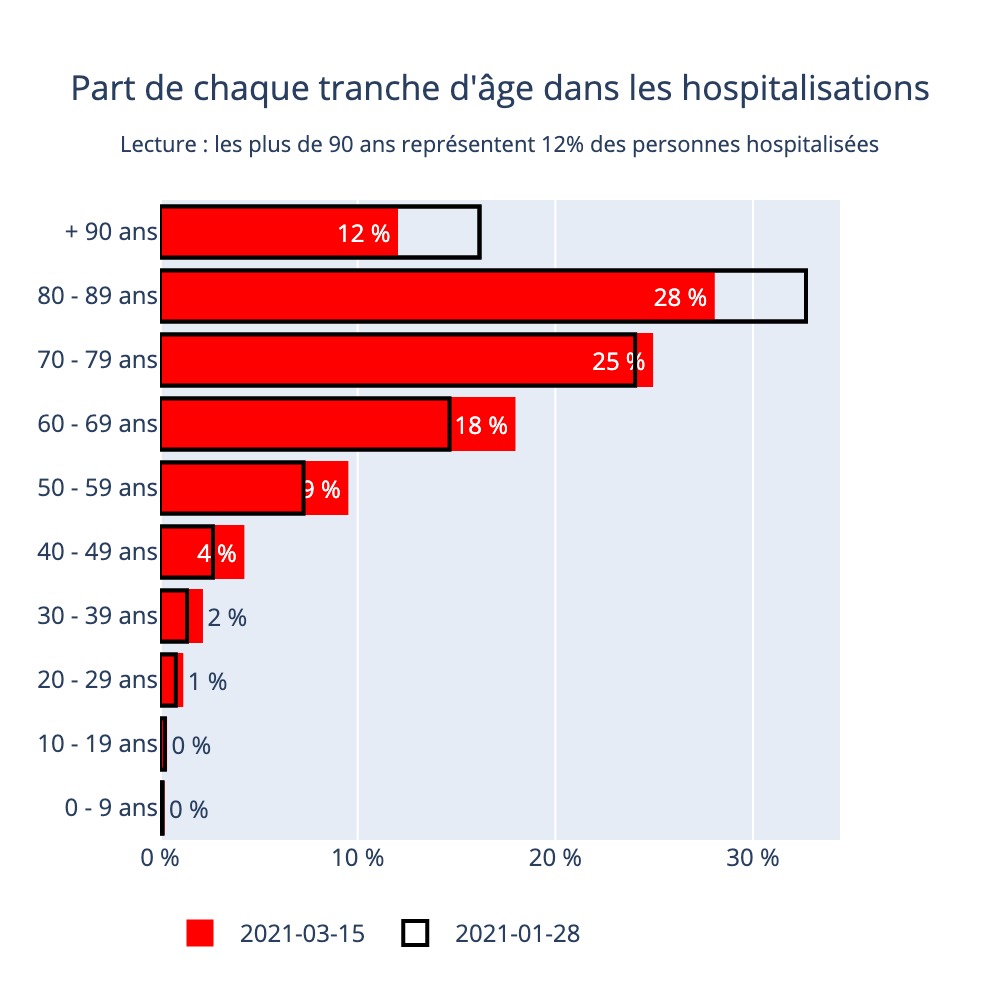 Part de chaque tranche d'âge dans les hospitalisations
Lecture : les plus de 90 ans représentent 12% des personnes hospitalisées
+ 90 ans 12 %
80 - 89 ans 28 %
70 - 79 ans 25 %
60 - 69 ans 18 %
50 - 59 ans 9 %
40 - 49 ans 4 %
30 - 39 ans 2 %
20 - 29 ans 1 %
10 - 19 ans 0 %
0 - 9 ans 0 %
0 % 10 % 20 % 30 %
2021-03-15 2021-01-28